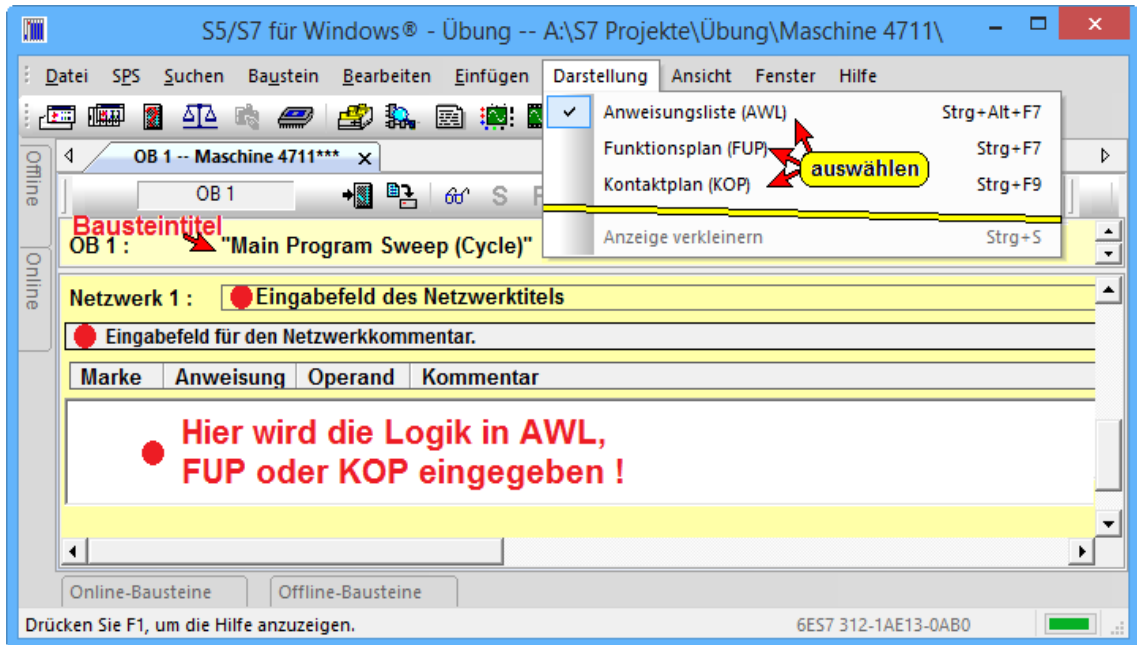 S5/S7 für Windows® - Übung -- A:\S7 Projekte\Übung\Maschine 4711\
Datei SPS Suchen Baustein Bearbeiten Einfügen Darstellung Ansicht Fenster Hilfe
Anweisungsliste (AWL) Strg+Alt+F7
Funktionsplan (FUP) Strg+F7
auswählen
Kontaktplan (KOP) Strg+F9
Anzeige verkleinern Strg+S
Offline
Online
OB 1 -- Maschine 4711***
OB 1
S
Bausteintitel
OB 1 : "Main Program Sweep (Cycle)"
Netzwerk 1 : Eingabefeld des Netzwerktitels
Eingabefeld für den Netzwerkkommentar.
Marke Anweisung Operand Kommentar
Hier wird die Logik in AWL,
FUP oder KOP eingegeben !
Online-Bausteine Offline-Bausteine
Drücken Sie F1, um die Hilfe anzuzeigen. 6ES7 312-1AE13-0AB0